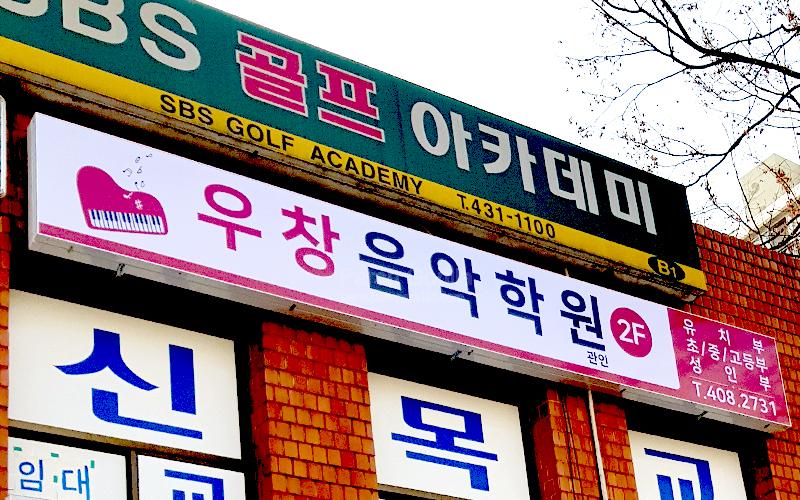 SBS 골프 아카데미
SBS GOLF ACADEMY T.431-1100 B1
우창음악학원 2F
관인
유치부
초/중/고등부
성인부
T.408.2731
신 목 교
임대
교